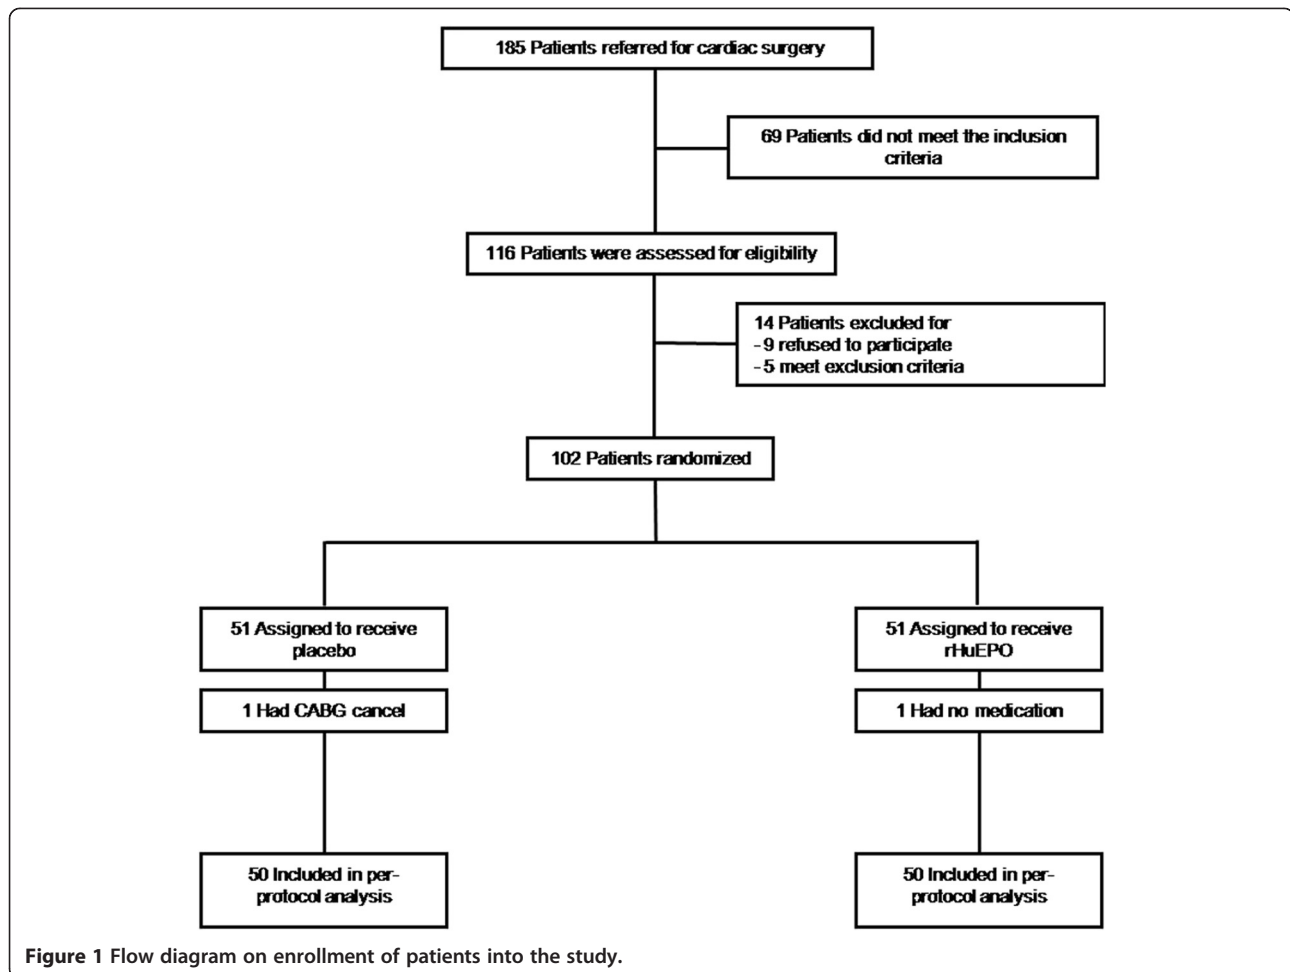 185 Patients referred for cardiac surgery
69 Patients did not meet the inclusion
criteria
116 Patients were assessed for eligibility
14 Patients excluded for
- 9 refused to participate
- 5 meet exclusion criteria
102 Patients randomized
51 Assigned to receive
placebo
51 Assigned to receive
rHuEPO
1 Had CABG cancel
1 Had no medication
50 Included in per-
protocol analysis
50 Included in per-
protocol analysis
Figure 1 Flow diagram on enrollment of patients into the study.